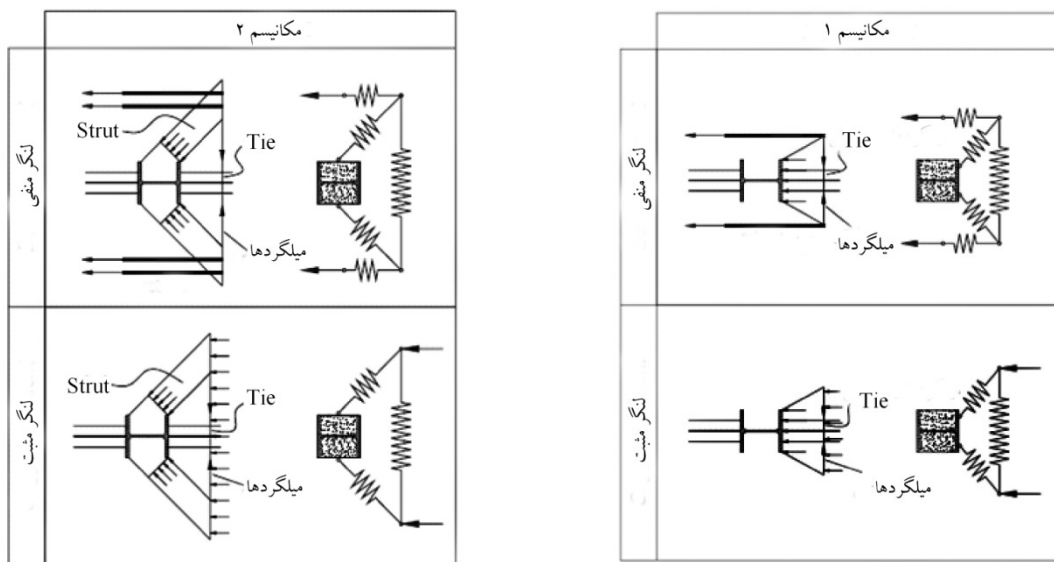 مکانیسم ۱
لنگر منفی
Tie
میلگردها
لنگر مثبت
Tie
میلگردها
مکانیسم ۲
لنگر منفی
Strut
Tie
میلگردها
لنگر مثبت
Strut
Tie
میلگردها